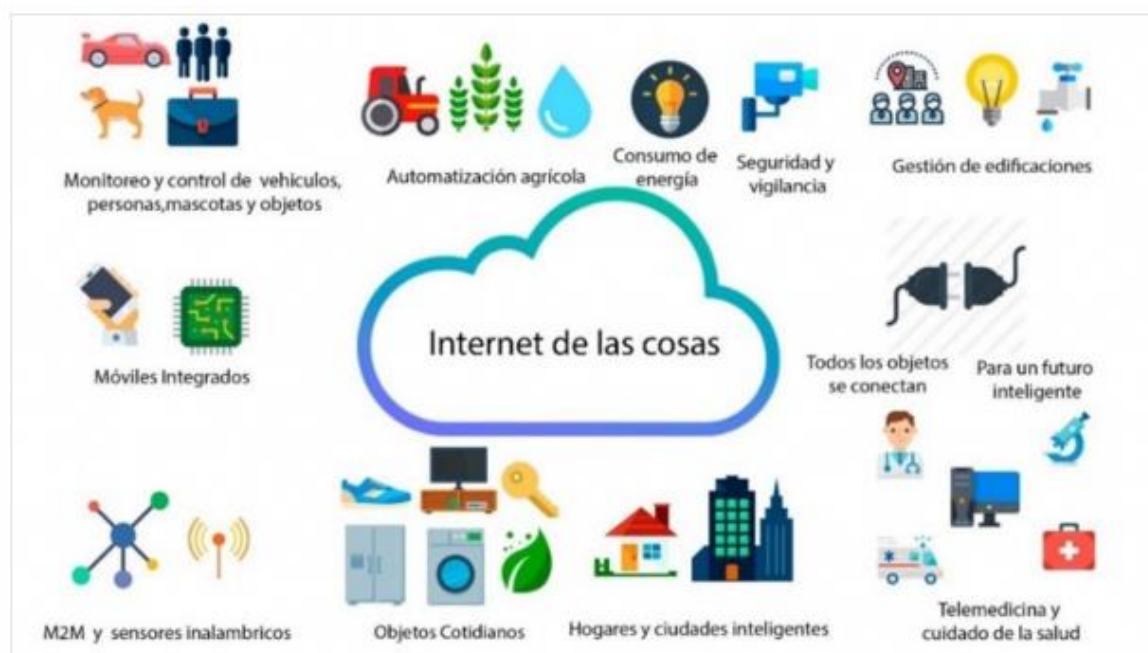 Monitoreo y control de vehiculos,
personas,mascotas y objetos
Automatización agrícola
Consumo de
energía
Seguridad y
vigilancia
Gestión de edificaciones
Internet de las cosas
Móviles Integrados
Todos los objetos
se conectan
Para un futuro
inteligente
M2M y sensores inalambricos
Objetos Cotidianos
Hogares y ciudades inteligentes
Telemedicina y
cuidado de la salud